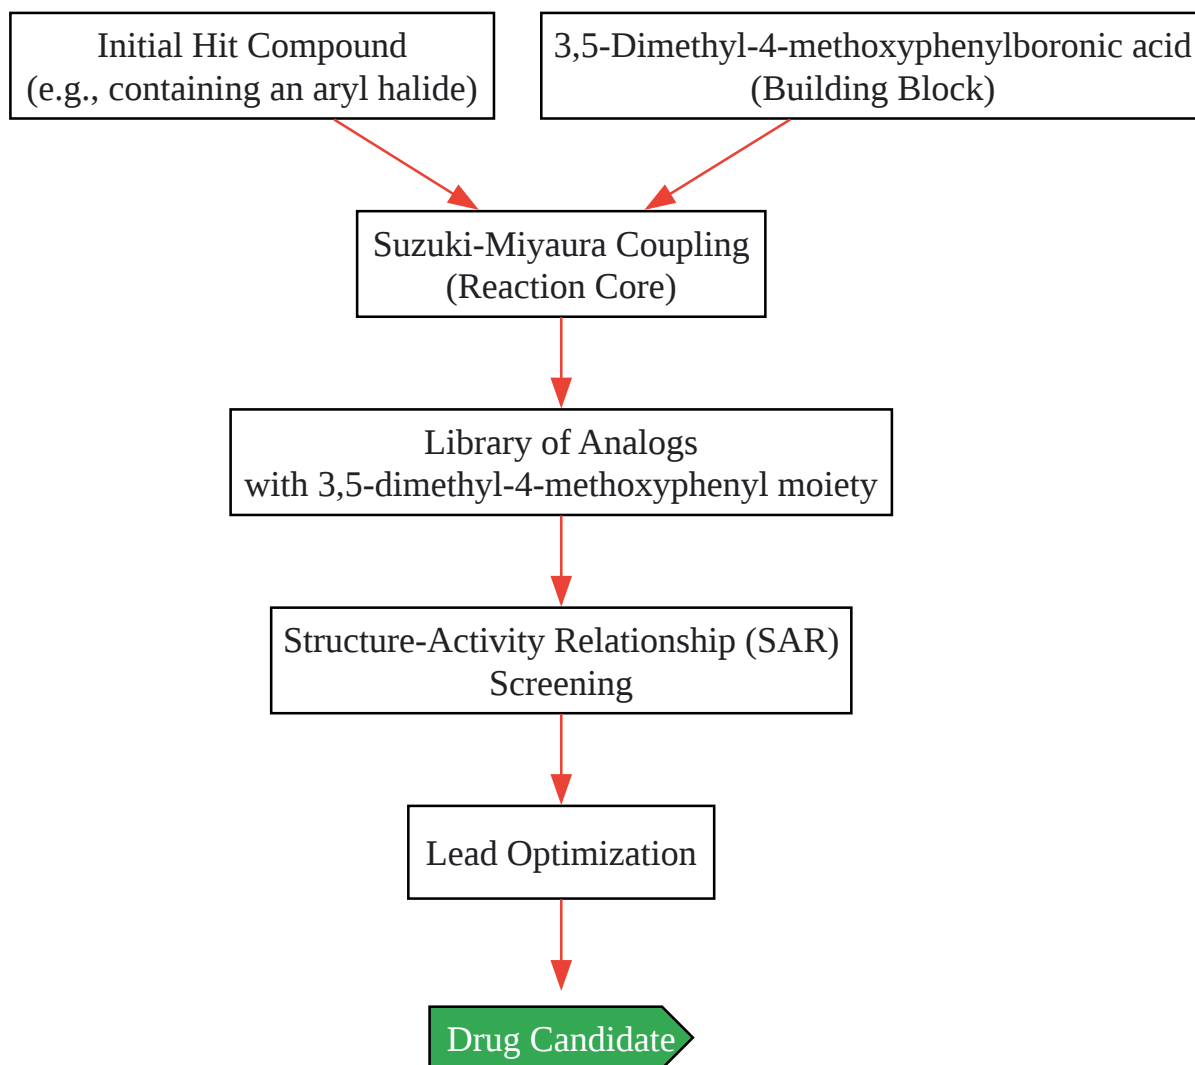 Initial Hit Compound
(e.g., containing an aryl halide)
3,5-Dimethyl-4-methoxyphenylboronic acid
(Building Block)
Suzuki-Miyaura Coupling
(Reaction Core)
Library of Analogs
with 3,5-dimethyl-4-methoxyphenyl moiety
Structure-Activity Relationship (SAR)
Screening
Lead Optimization
Drug Candidate